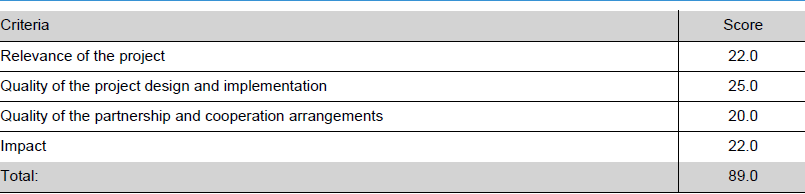 Criteria Score
Relevance of the project 22.0
Quality of the project design and implementation 25.0
Quality of the partnership and cooperation arrangements 20.0
Impact 22.0
Total: 89.0